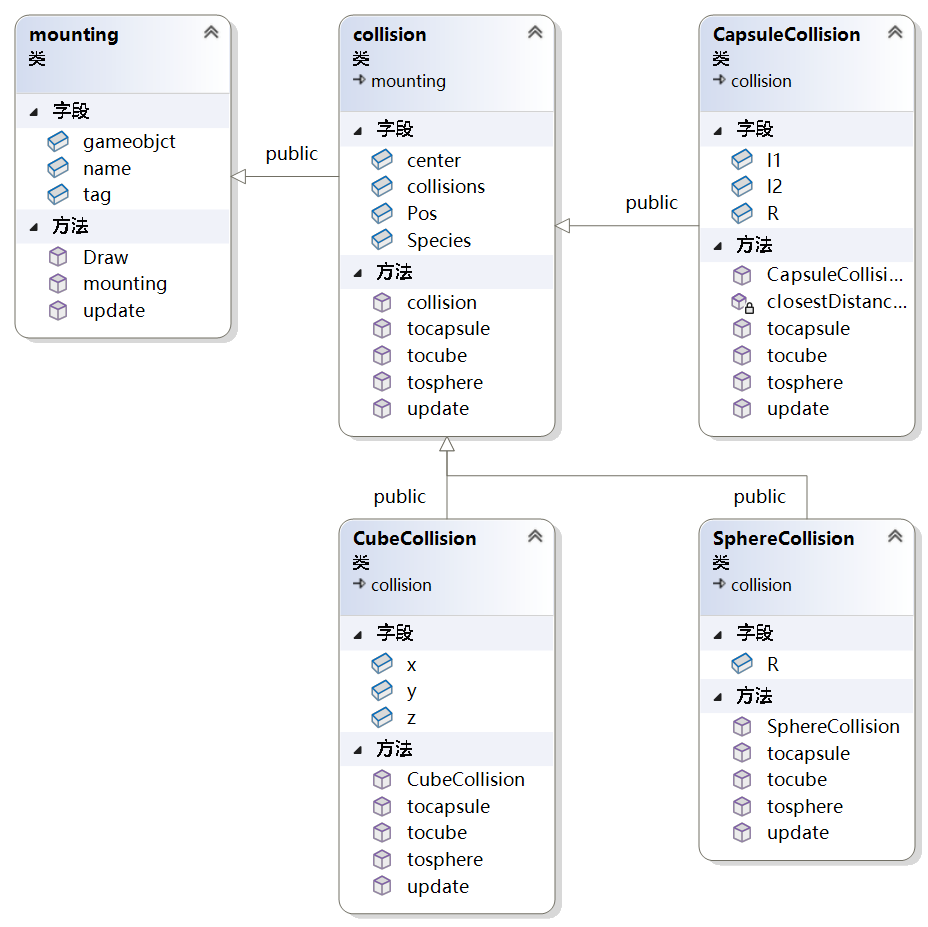 mounting
类
字段
gameobjct
name
tag
方法
Draw
mounting
update
public
collision
类
mounting
字段
center
collisions
Pos
Species
方法
collision
tocapsule
tocube
tosphere
update
public
CapsuleCollision
类
collision
字段
l1
l2
R
方法
CapsuleCollisi...
closestDistanc...
tocapsule
tocube
tosphere
update
public
CubeCollision
类
collision
字段
x
y
z
方法
CubeCollision
tocapsule
tocube
tosphere
update
public
SphereCollision
类
collision
字段
R
方法
SphereCollision
tocapsule
tocube
tosphere
update